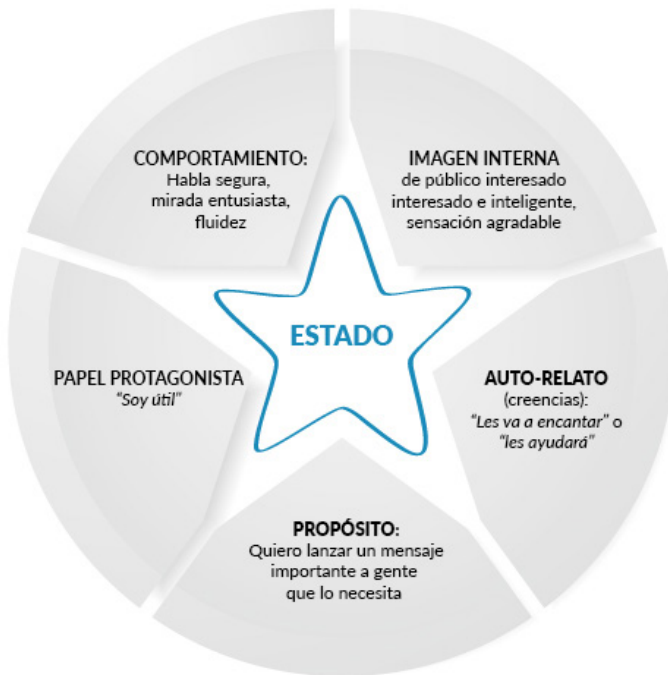 COMPORTAMIENTO:
Habla segura,
mirada entusiasta,
fluidez
IMAGEN INTERNA
de público interesado
interesado e inteligente,
sensación agradable
ESTADO
PAPEL PROTAGONISTA
“Soy útil”
AUTO-RELATO
(creencias):
“Les va a encantar” o
“les ayudará”
PROPÓSITO:
Quiero lanzar un mensaje
importante a gente
que lo necesita